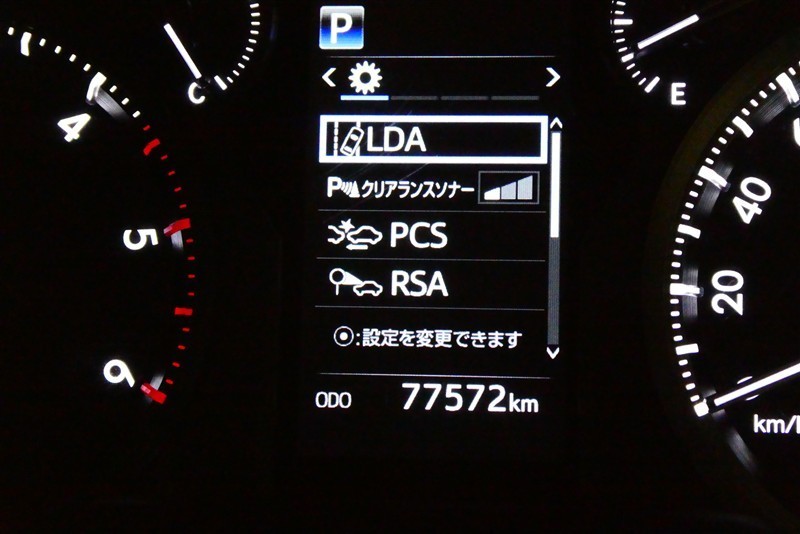 P
LDA
P クリアランスソナー
PCS
RSA
⦿:設定を変更できます
ODO 77572km
4
5
6
C
E
40
20
km/